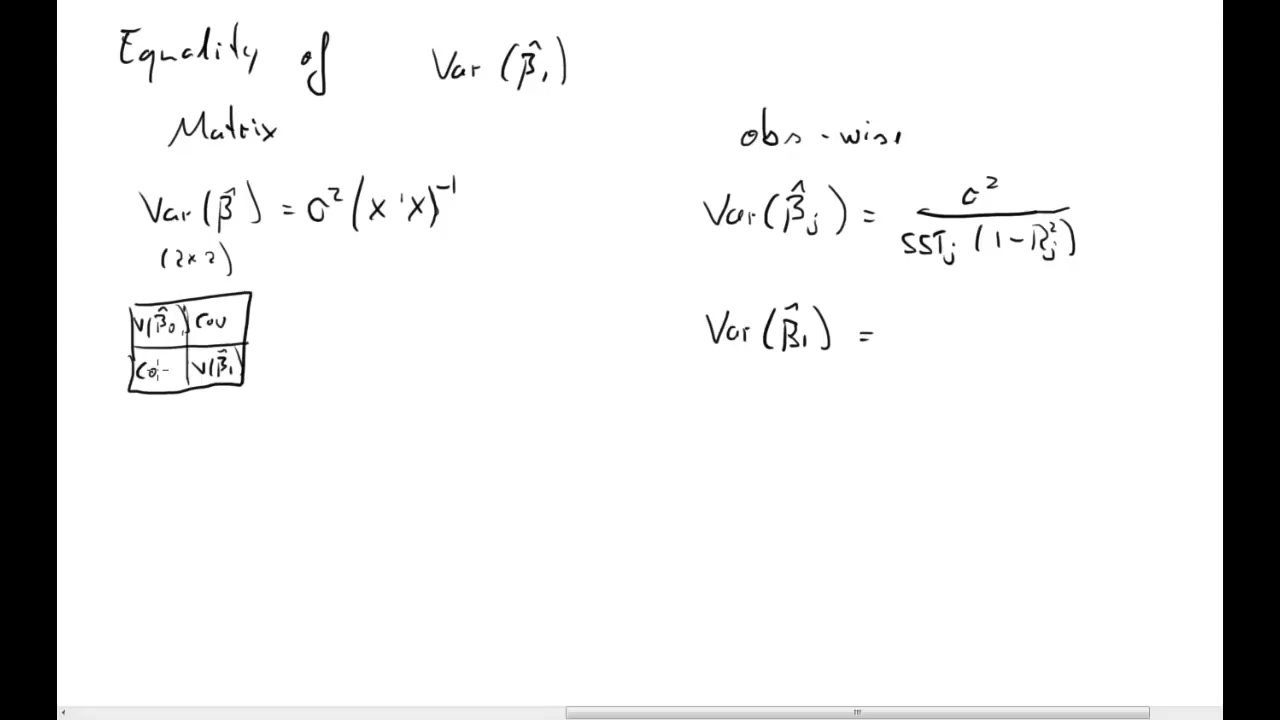 Equality of Var (β̂₁)
Matrix
obs-wise
Var(β̂) = σ²(X'X)⁻¹
(2×2)
V(β̂₀) Cov
Cov V(β̂₁)
Var(β̂ⱼ) = σ² / SSTⱼ (1-Rⱼ²)
Var(β̂₁) =